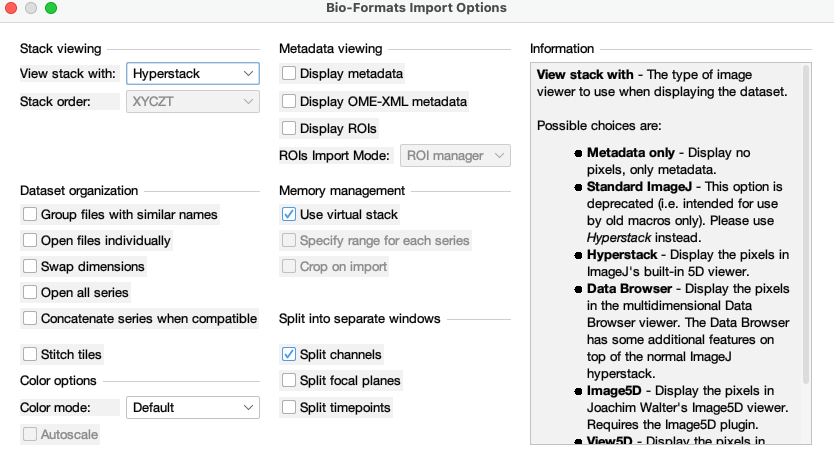 Bio-Formats Import Options
Stack viewing
View stack with: Hyperstack
Stack order: XYCZT
Metadata viewing
Display metadata
Display OME-XML metadata
Display ROIs
ROIs Import Mode: ROI manager
Dataset organization
Group files with similar names
Open files individually
Swap dimensions
Open all series
Concatenate series when compatible
Stitch tiles
Memory management
Use virtual stack
Specify range for each series
Crop on import
Color options
Color mode: Default
Autoscale
Split into separate windows
Split channels
Split focal planes
Split timepoints
Information
View stack with - The type of image
viewer to use when displaying the dataset.
Possible choices are:
Metadata only - Display no
pixels, only metadata.
Standard ImageJ - This option is
deprecated (i.e. intended for use
by old macros only). Please use
Hyperstack instead.
Hyperstack - Display the pixels in
ImageJ's built-in 5D viewer.
Data Browser - Display the pixels
in the multidimensional Data
Browser viewer. The Data Browser
has some additional features on
top of the normal ImageJ
hyperstack.
Image5D - Display the pixels in
Joachim Walter's Image5D viewer.
Requires the Image5D plugin.
View5D - Display the pixels in